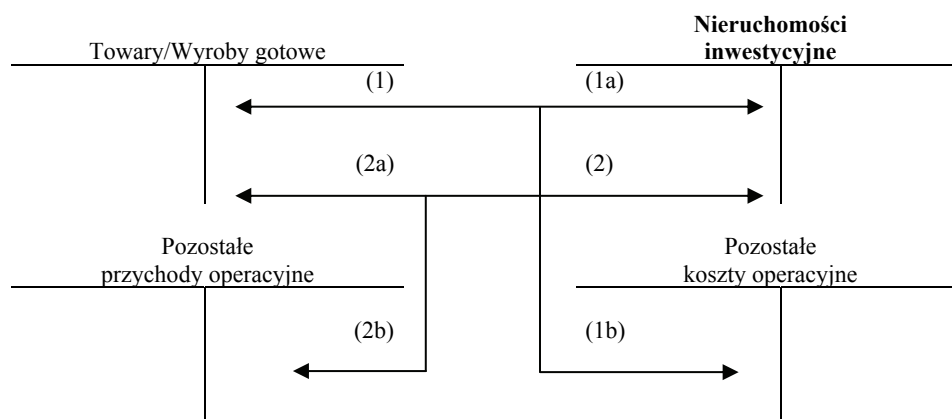 Towary/Wyroby gotowe
Nieruchomości
inwestycyjne
(1)
(1a)
(2a)
(2)
Pozostałe
przychody operacyjne
Pozostałe
koszty operacyjne
(2b)
(1b)